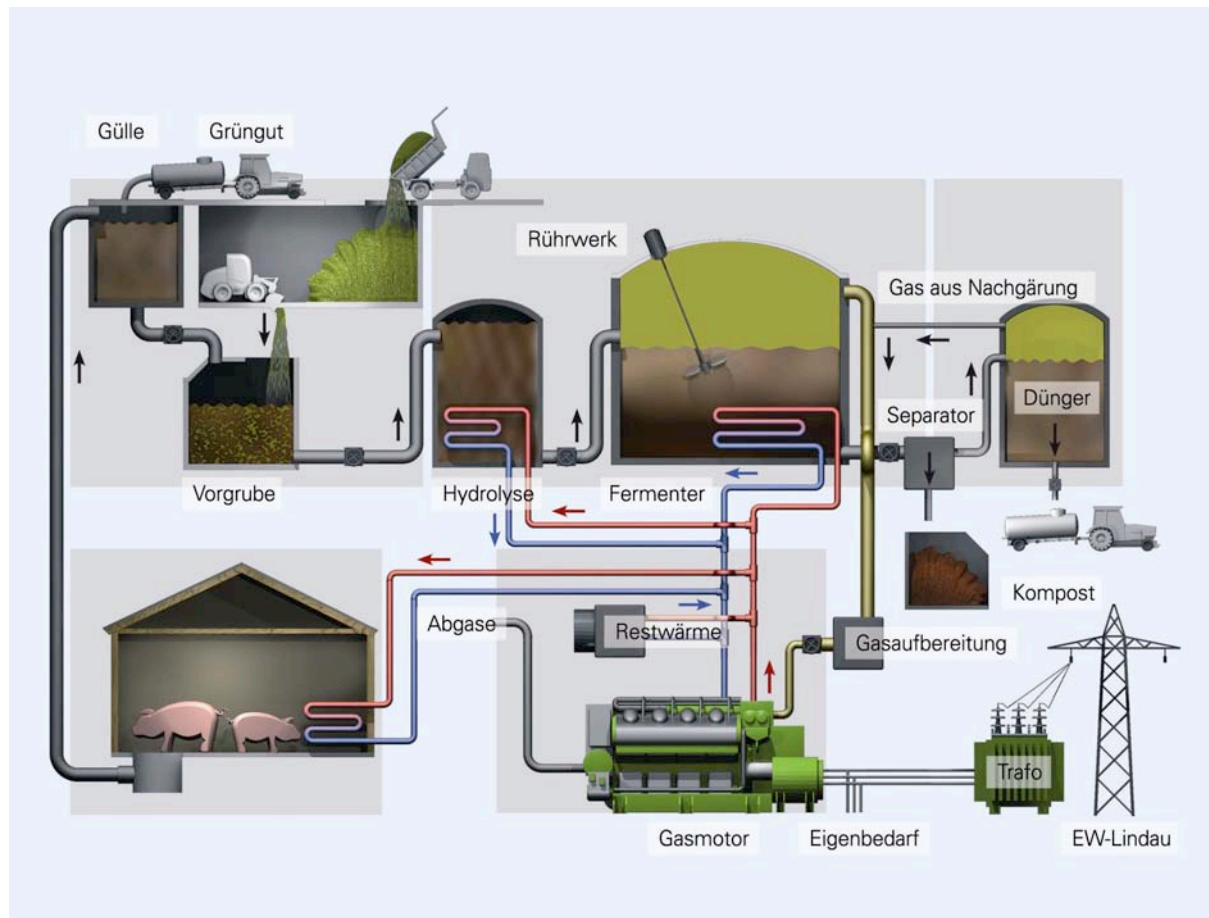 Gülle
Grüngut
Rührwerk
Gas aus Nachgärung
Separator
Dünger
Vorgrube
Hydrolyse
Fermenter
Kompost
Abgase
Restwärme
Gasaufbereitung
Trafo
Gasmotor
Eigenbedarf
EW-Lindau